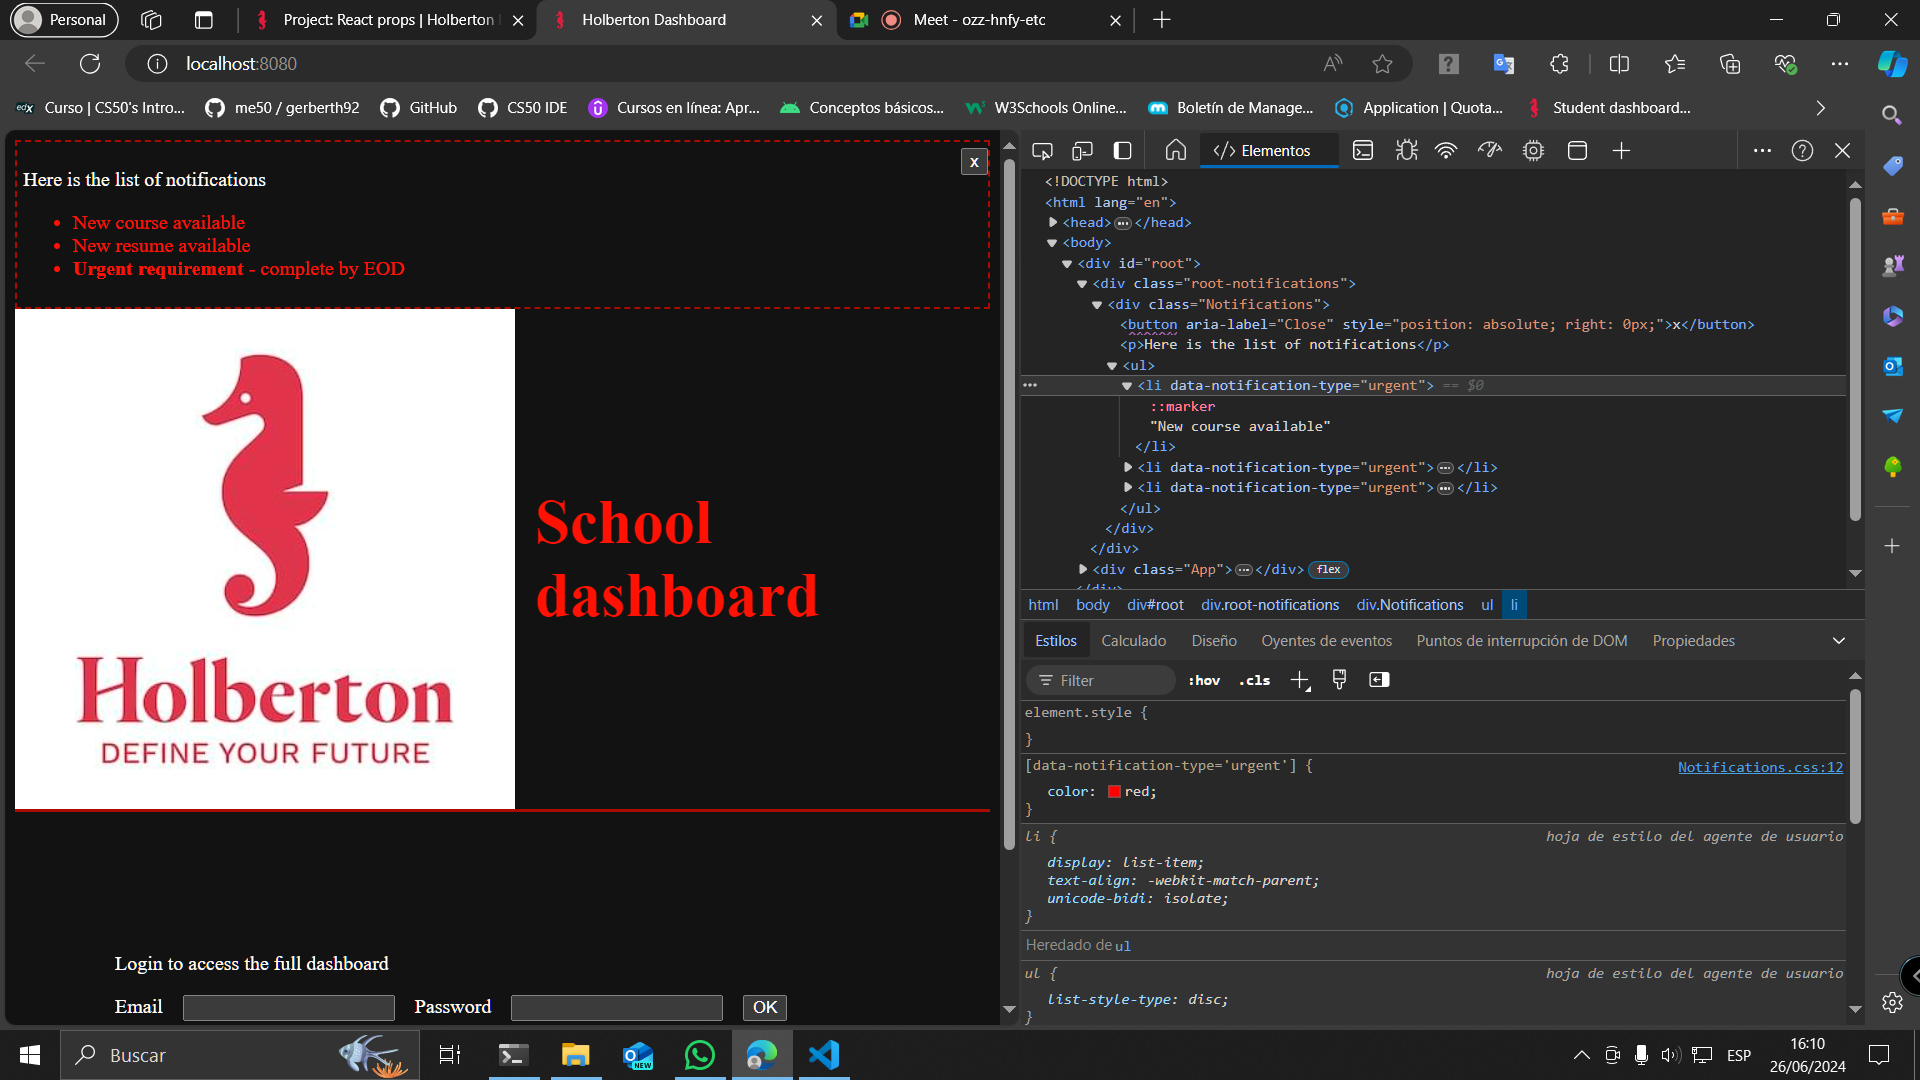 Personal
Project: React props | Holberton
Holberton Dashboard
Meet - ozz-hnfy-etc
localhost:8080
Curso | CS50's Intro...
me50 / gerberth92
GitHub
CS50 IDE
Cursos en línea: Apr...
Conceptos básicos...
W3Schools Online...
Boletín de Manage...
Application | Quota...
Student dashboard...
x
Here is the list of notifications
New course available
New resume available
Urgent requirement - complete by EOD
Holberton
DEFINE YOUR FUTURE
School
dashboard
Login to access the full dashboard
Email
Password
OK
Elementos
<!DOCTYPE html>
<html lang="en">
<head>...</head>
<body>
<div id="root">
<div class="root-notifications">
<div class="Notifications">
<button aria-label="Close" style="position: absolute; right: 0px;">x</button>
<p>Here is the list of notifications</p>
<ul>
<li data-notification-type="urgent"> == $0
::marker
"New course available"
</li>
<li data-notification-type="urgent">...</li>
<li data-notification-type="urgent">...</li>
</ul>
</div>
</div>
<div class="App">...</div> flex
</div>
html body div#root div.root-notifications div.Notifications ul li
Estilos Calculado Diseño Oyentes de eventos Puntos de interrupción de DOM Propiedades
Filter :hov .cls
element.style {
}
[data-notification-type='urgent'] { Notifications.css:12
color: red;
}
li { hoja de estilo del agente de usuario
display: list-item;
text-align: -webkit-match-parent;
unicode-bidi: isolate;
}
Heredado de ul
ul { hoja de estilo del agente de usuario
list-style-type: disc;
}
Buscar
NEW
ESP
16:10
26/06/2024